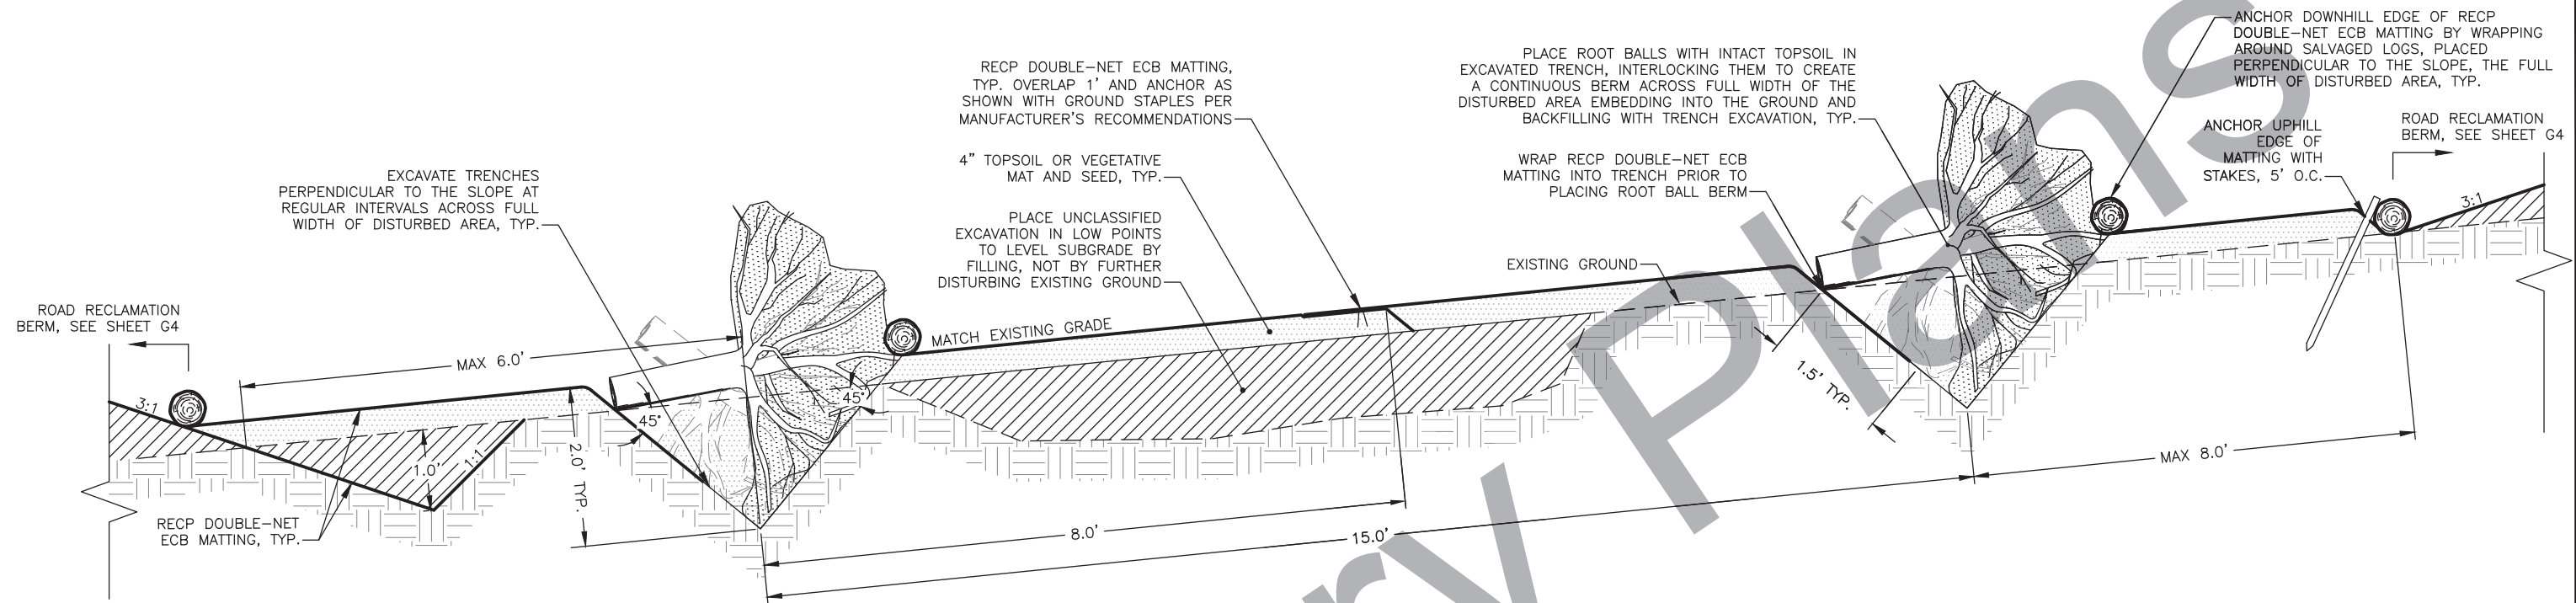 ANCHOR DOWNHILL EDGE OF RECP
DOUBLE-NET ECB MATTING BY WRAPPING
AROUND SALVAGED LOGS, PLACED
PERPENDICULAR TO THE SLOPE, THE FULL
WIDTH OF DISTURBED AREA, TYP.
PLACE ROOT BALLS WITH INTACT TOPSOIL IN
EXCAVATED TRENCH, INTERLOCKING THEM TO CREATE
A CONTINUOUS BERM ACROSS FULL WIDTH OF THE
DISTURBED AREA EMBEDDING INTO THE GROUND AND
BACKFILLING WITH TRENCH EXCAVATION, TYP.
RECP DOUBLE-NET ECB MATTING,
TYP. OVERLAP 1' AND ANCHOR AS
SHOWN WITH GROUND STAPLES PER
MANUFACTURER'S RECOMMENDATIONS
ANCHOR UPHILL
EDGE OF
MATTING WITH
STAKES, 5' O.C.
ROAD RECLAMATION
BERM, SEE SHEET G4
4" TOPSOIL OR VEGETATIVE
MAT AND SEED, TYP.
WRAP RECP DOUBLE-NET ECB
MATTING INTO TRENCH PRIOR TO
PLACING ROOT BALL BERM
EXCAVATE TRENCHES
PERPENDICULAR TO THE SLOPE AT
REGULAR INTERVALS ACROSS FULL
WIDTH OF DISTURBED AREA, TYP.
PLACE UNCLASSIFIED
EXCAVATION IN LOW POINTS
TO LEVEL SUBGRADE BY
FILLING, NOT BY FURTHER
DISTURBING EXISTING GROUND
3:1
EXISTING GROUND
ROAD RECLAMATION
BERM, SEE SHEET G4
MATCH EXISTING GRADE
MAX 6.0'
1.5' TYP.
3:1
45°
45°
1.0'
1:1
2.0' TYP.
MAX 8.0'
RECP DOUBLE-NET
ECB MATTING, TYP.
8.0'
15.0'
ry Plans